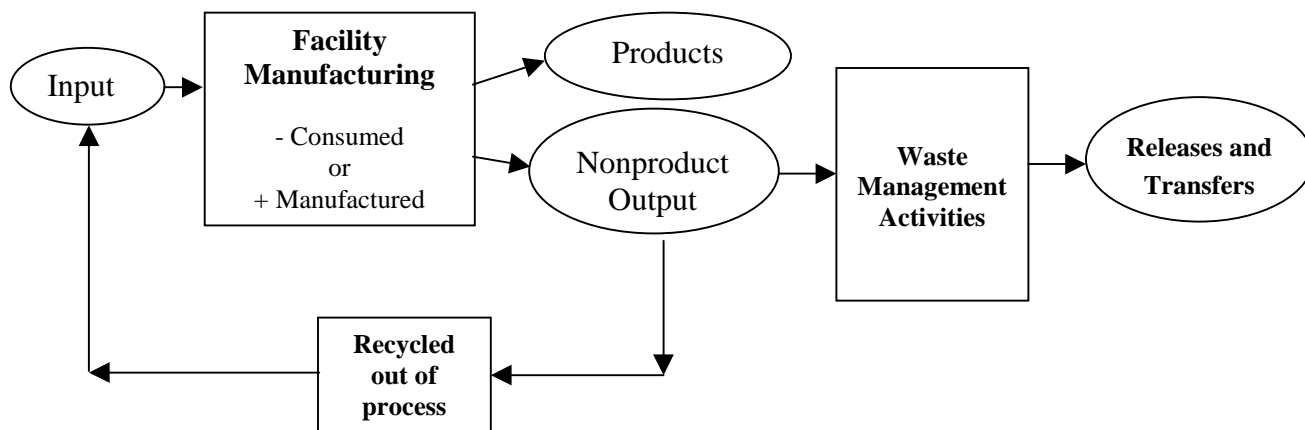 Input
Facility
Manufacturing
- Consumed
or
+ Manufactured
Products
Nonproduct
Output
Waste
Management
Activities
Releases and
Transfers
Recycled
out of
process